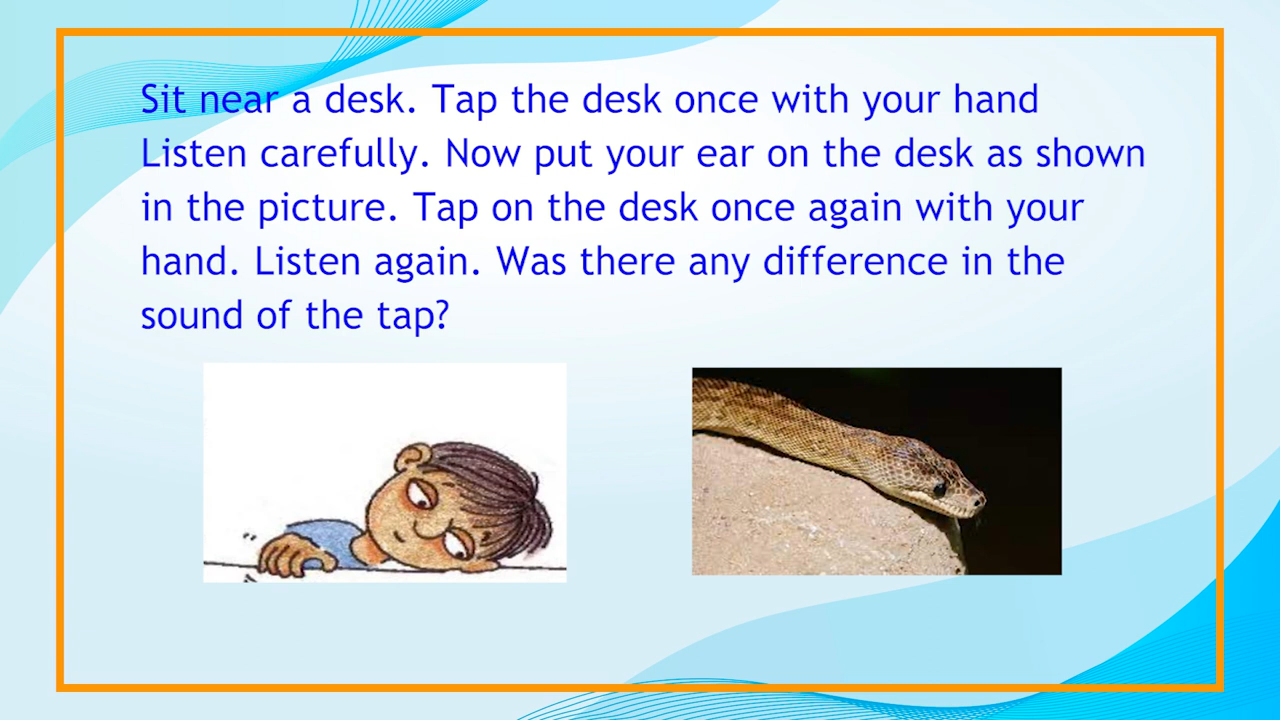 Sit near a desk. Tap the desk once with your hand
Listen carefully. Now put your ear on the desk as shown
in the picture. Tap on the desk once again with your
hand. Listen again. Was there any difference in the
sound of the tap?